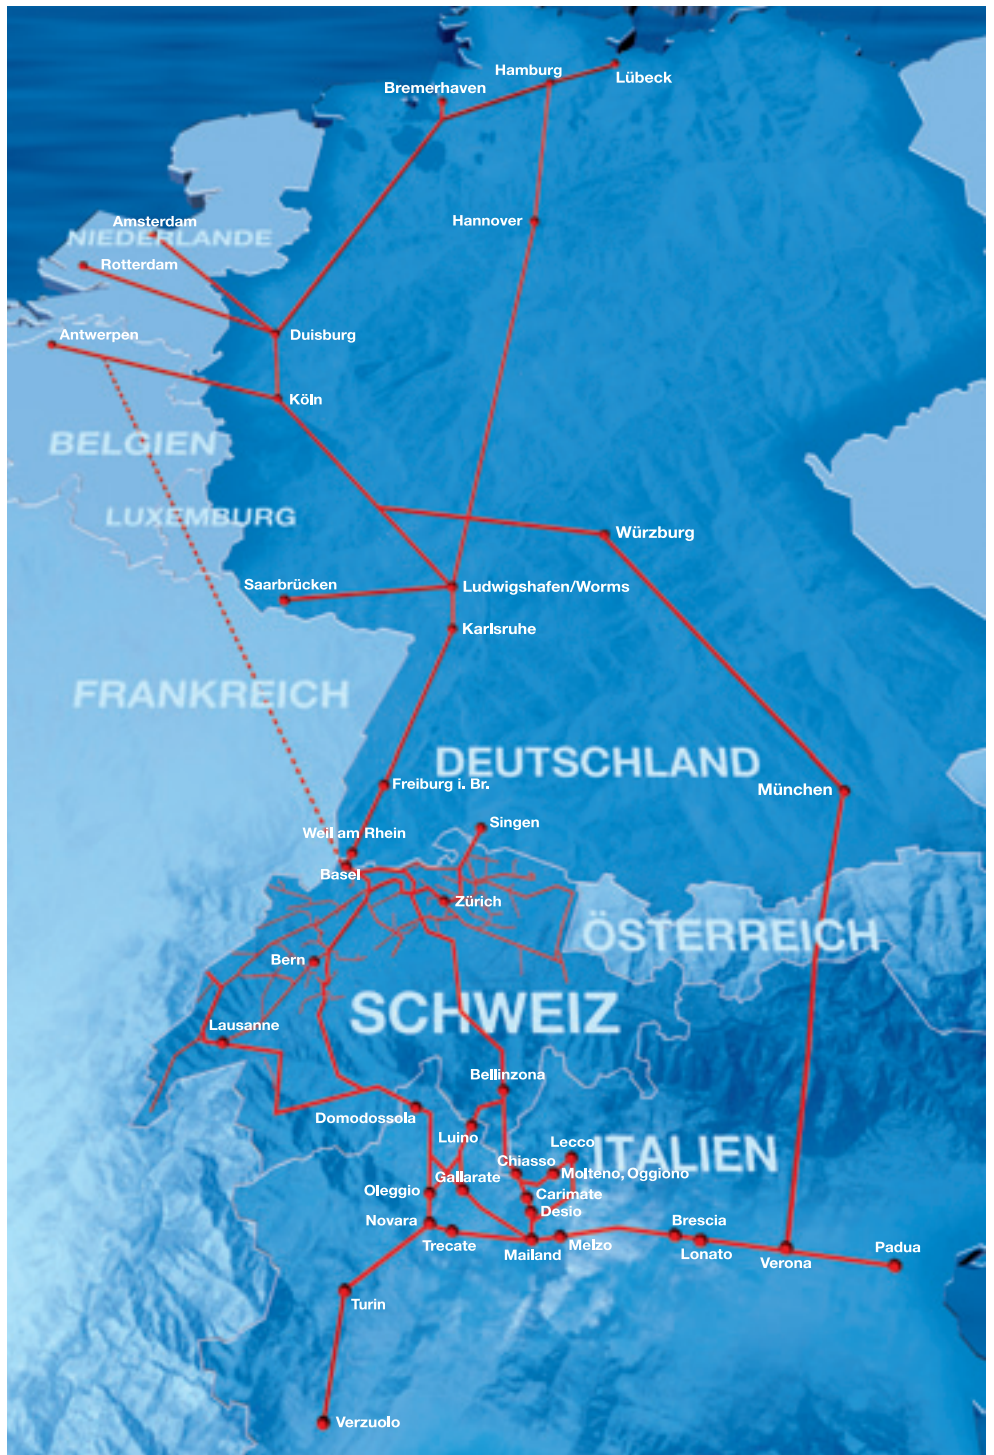 Hamburg
Lübeck
Bremerhaven
Hannover
Amsterdam
NIEDERLANDE
Rotterdam
Duisburg
Antwerpen
Köln
BELGIEN
LUXEMBURG
Würzburg
Saarbrücken
Ludwigshafen/Worms
Karlsruhe
FRANKREICH
DEUTSCHLAND
Freiburg i. Br.
München
Singen
Weil am Rhein
Basel
Zürich
ÖSTERREICH
Bern
SCHWEIZ
Lausanne
Bellinzona
Domodossola
Luino
Lecco
ITALIEN
Chiasso
Molteno, Oggiono
Gallarate
Oleggio
Carimate
Desio
Novara
Trecate
Mailand
Melzo
Brescia
Lonato
Verona
Padua
Turin
Verzuolo